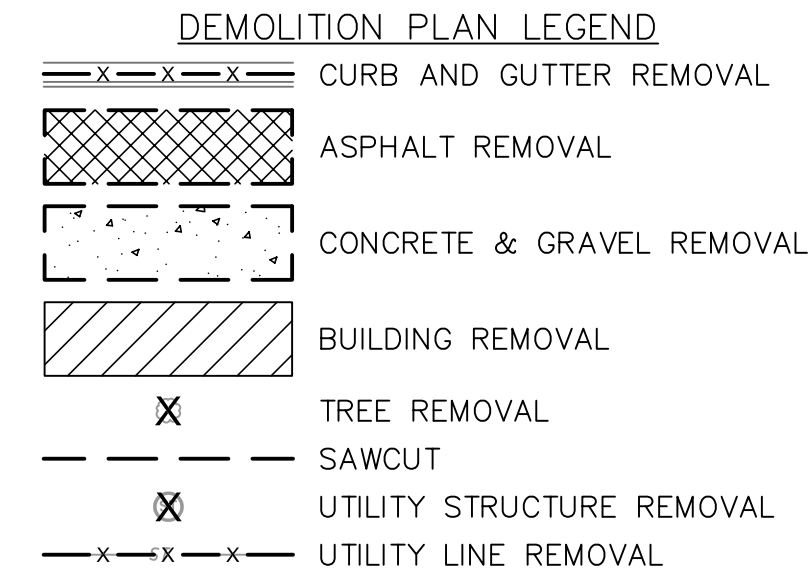 DEMOLITION PLAN LEGEND
X X X CURB AND GUTTER REMOVAL
ASPHALT REMOVAL
CONCRETE & GRAVEL REMOVAL
BUILDING REMOVAL
X TREE REMOVAL
SAWCUT
X UTILITY STRUCTURE REMOVAL
X X X UTILITY LINE REMOVAL